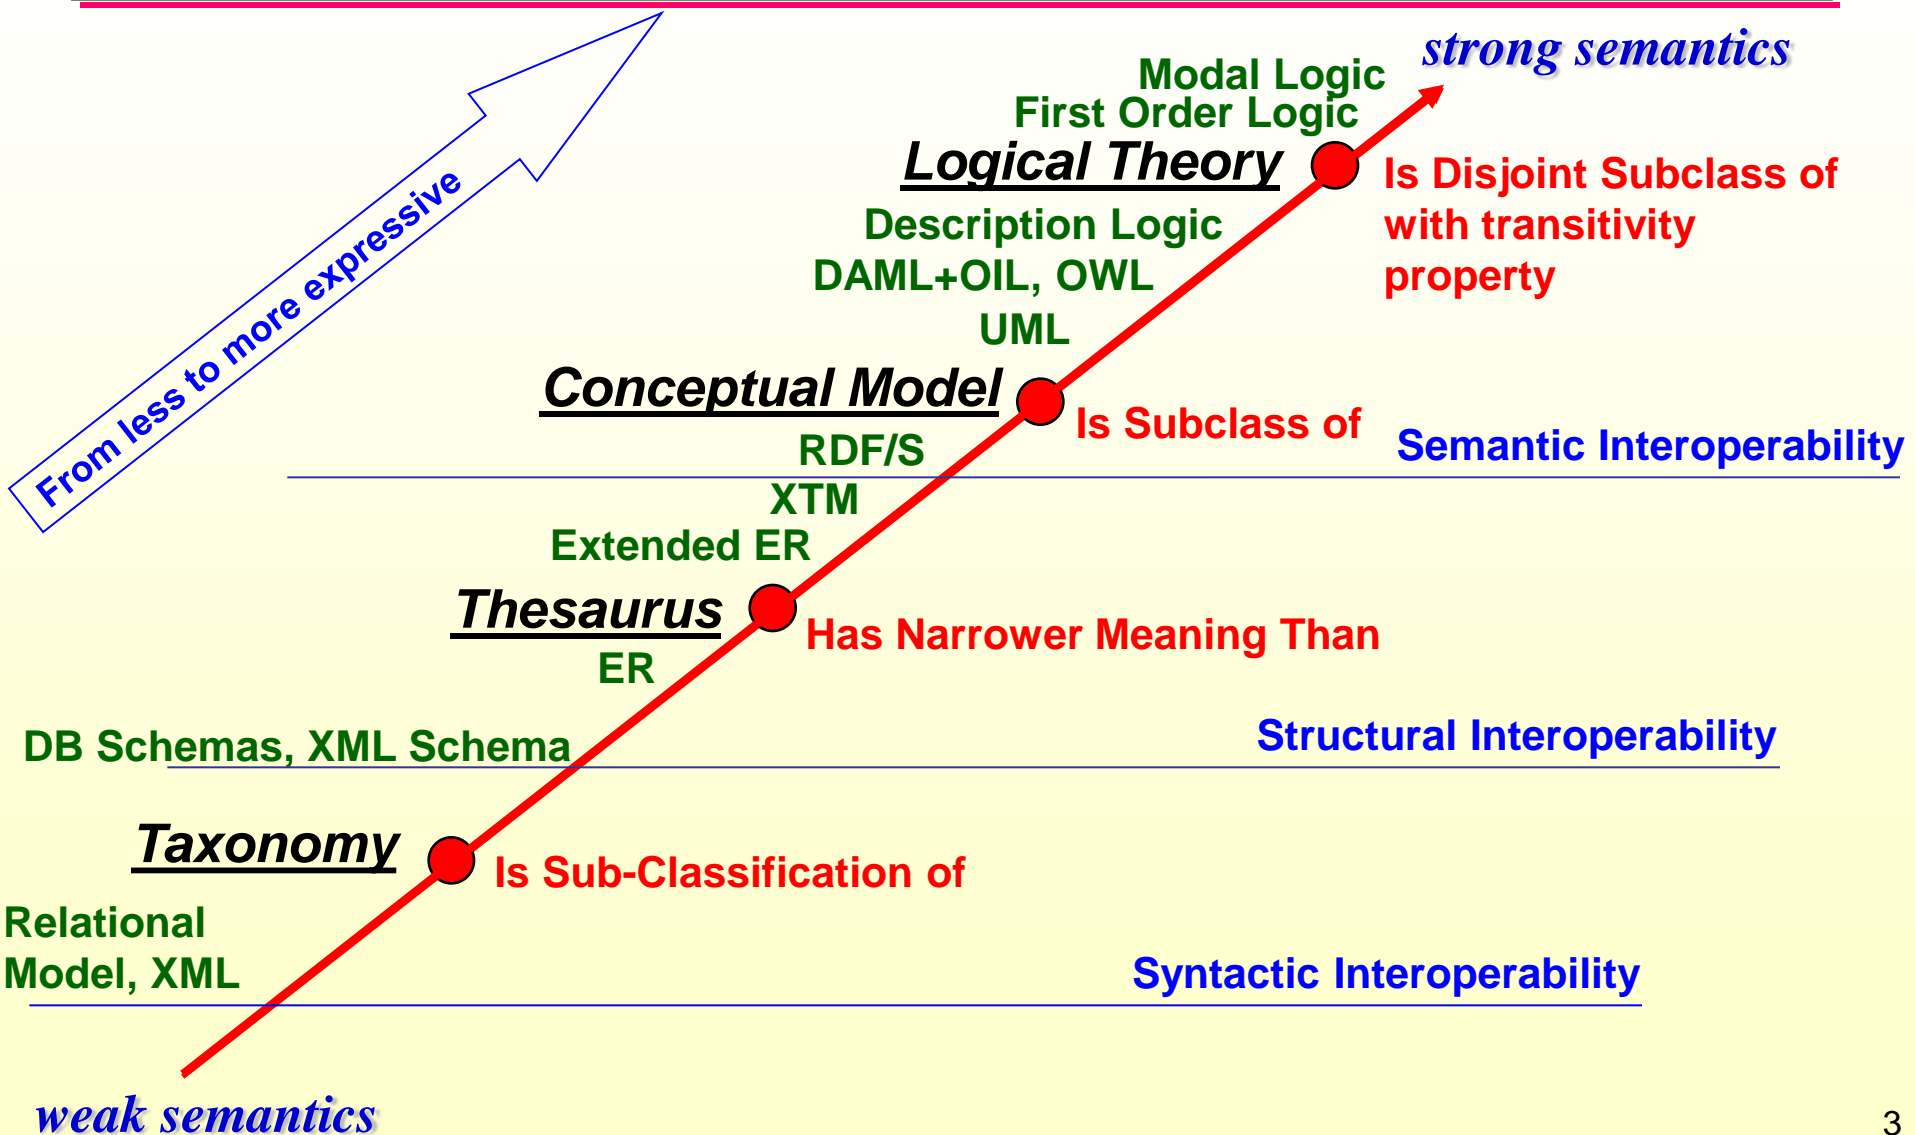 strong semantics
Modal Logic
First Order Logic
Logical Theory
Is Disjoint Subclass of
with transitivity
property
From less to more expressive
Description Logic
DAML+OIL, OWL
UML
Conceptual Model
Is Subclass of
Semantic Interoperability
RDF/S
XTM
Extended ER
Thesaurus
Has Narrower Meaning Than
ER
Structural Interoperability
DB Schemas, XML Schema
Taxonomy
Is Sub-Classification of
Relational
Model, XML
Syntactic Interoperability
weak semantics
3